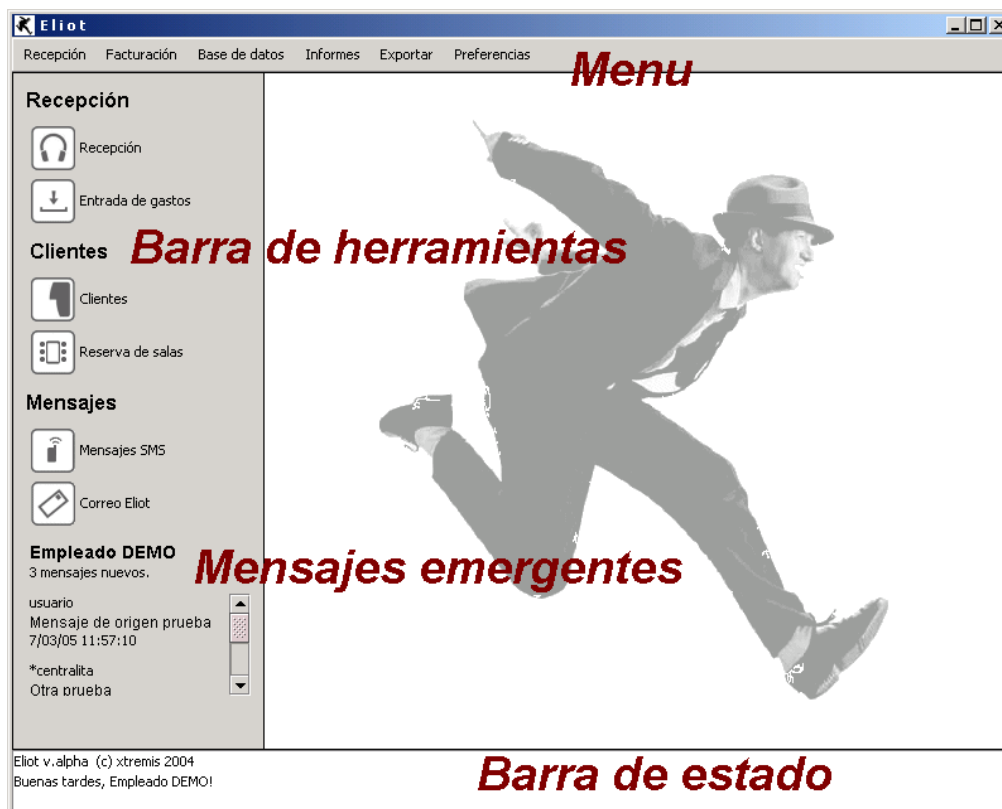 Eliot
Recepción Facturación Base de datos Informes Exportar Preferencias
Menu
Recepción
Recepción
Entrada de gastos
Barra de herramientas
Clientes
Clientes
Reserva de salas
Mensajes
Mensajes SMS
Correo Eliot
Empleado DEMO
3 mensajes nuevos.
Mensajes emergentes
usuario
Mensaje de origen prueba
7/03/05 11:57:10
*centralita
Otra prueba
Eliot v.alpha (c) xtremis 2004
Buenas tardes, Empleado DEMO!
Barra de estado